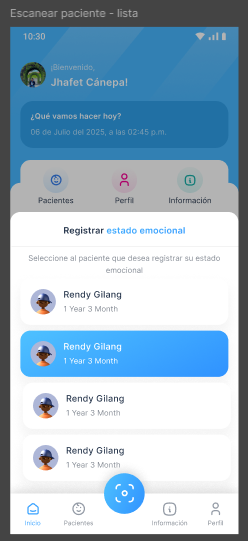 Escanear paciente - lista
10:30
¡Bienvenido,
Jhafet Cánepa!
¿Qué vamos hacer hoy?
06 de Julio del 2025, a las 02:45 p.m.
Pacientes
Perfil
Información
Registrar estado emocional
Seleccione al paciente que desea registrar su estado
emocional
Rendy Gilang
1 Year 3 Month
Rendy Gilang
1 Year 3 Month
Rendy Gilang
1 Year 3 Month
Rendy Gilang
1 Year 3 Month
Inicio
Pacientes
Información
Perfil